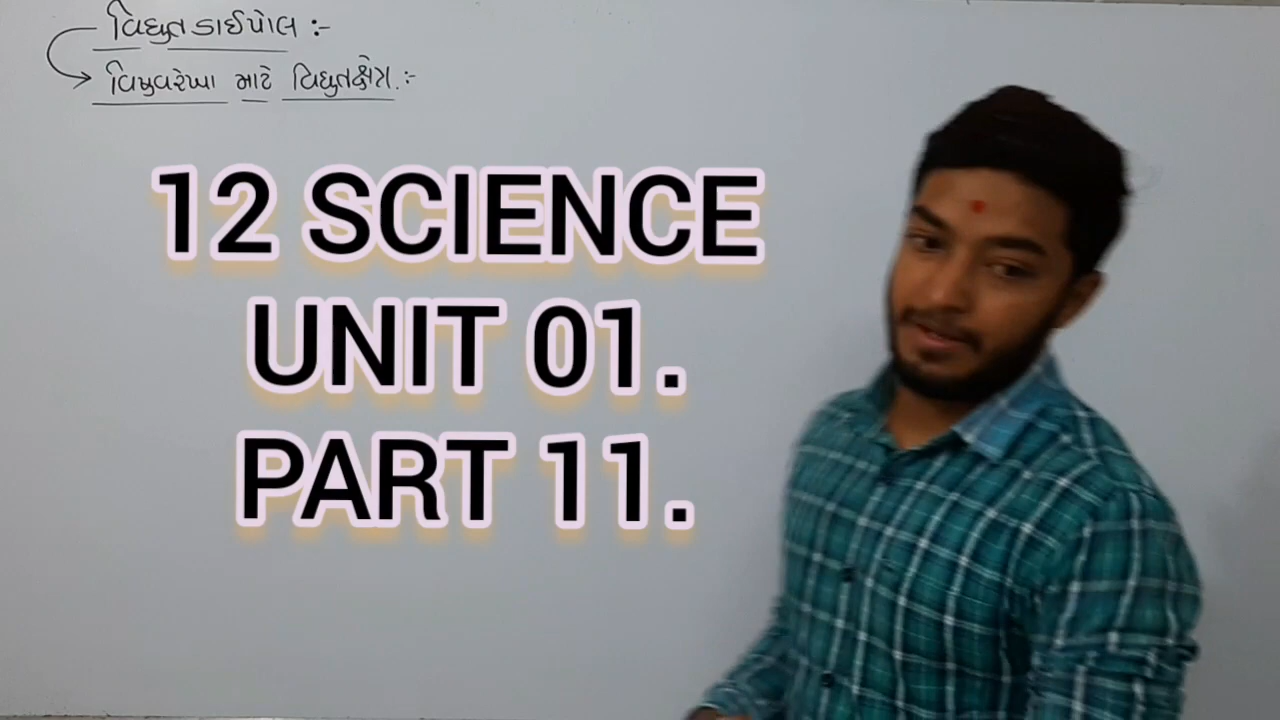 વિદ્યુત ડાઈપોલ :-
વિષુવરેખા માટે વિદ્યુતક્ષેત્ર :-
12 SCIENCE
UNIT 01.
PART 11.